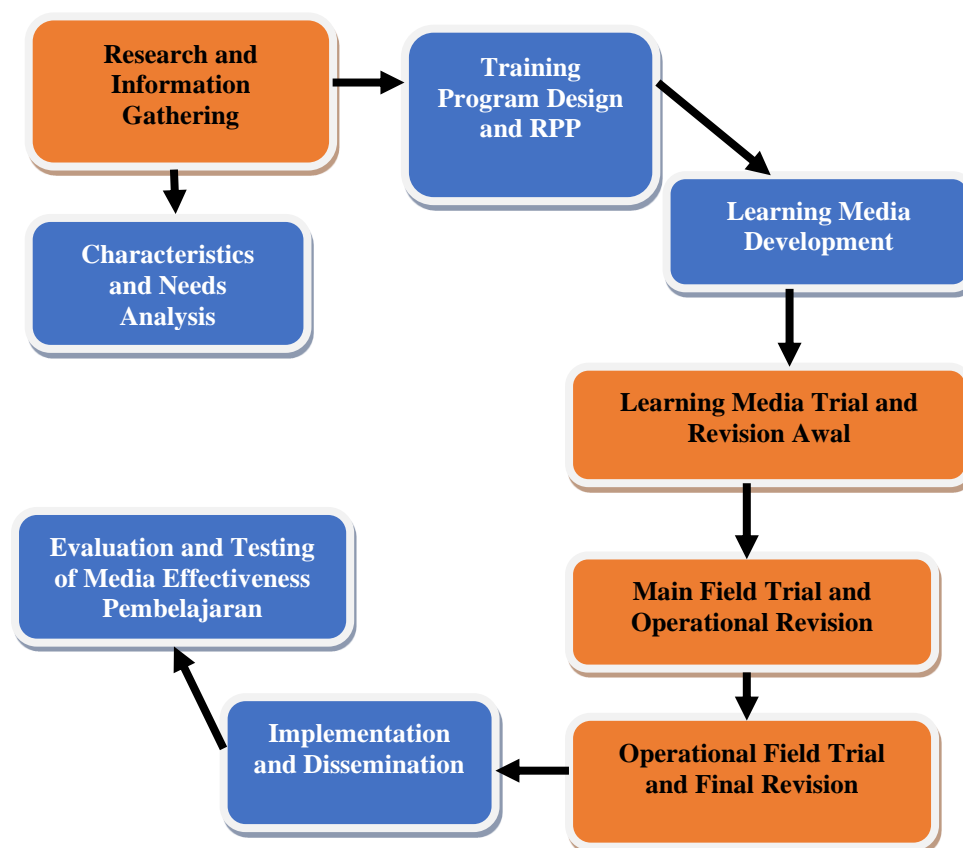 Research and
Information
Gathering
Training
Program Design
and RPP
Characteristics
and Needs
Analysis
Learning Media
Development
Learning Media Trial and
Revision Awal
Main Field Trial and
Operational Revision
Operational Field Trial
and Final Revision
Implementation
and Dissemination
Evaluation and Testing
of Media Effectiveness
Pembelajaran